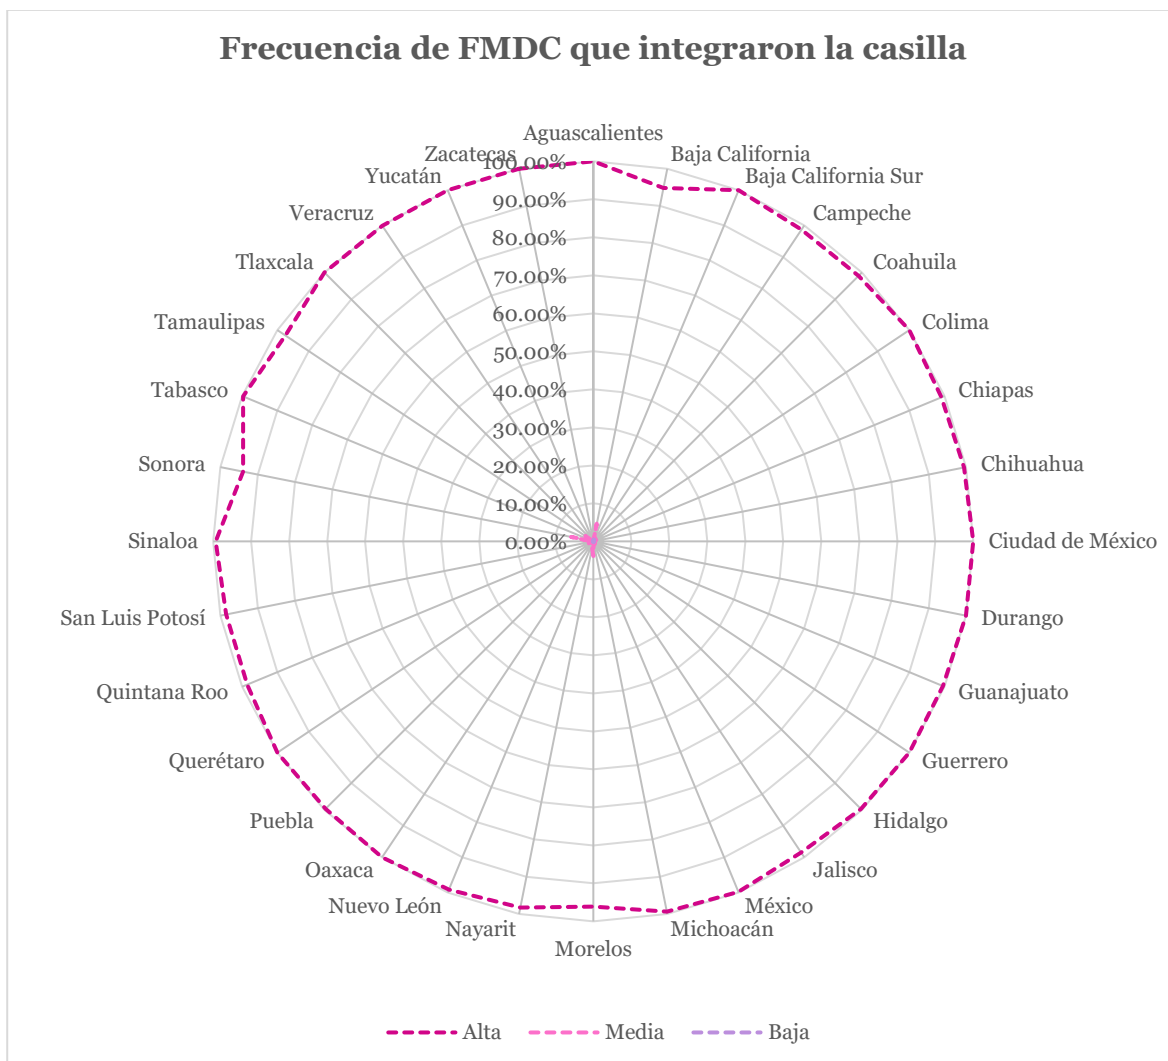 Frecuencia de FMDC que integraron la casilla
Aguascalientes
Baja California
Baja California Sur
Campeche
Coahuila
Colima
Chiapas
Chihuahua
Ciudad de México
Durango
Guanajuato
Guerrero
Hidalgo
Jalisco
México
Michoacán
Morelos
Nayarit
Nuevo León
Oaxaca
Puebla
Querétaro
Quintana Roo
San Luis Potosí
Sinaloa
Sonora
Tabasco
Tamaulipas
Tlaxcala
Veracruz
Yucatán
Zacatecas
100.00%
90.00%
80.00%
70.00%
60.00%
50.00%
40.00%
30.00%
20.00%
10.00%
0.00%
Alta Media Baja